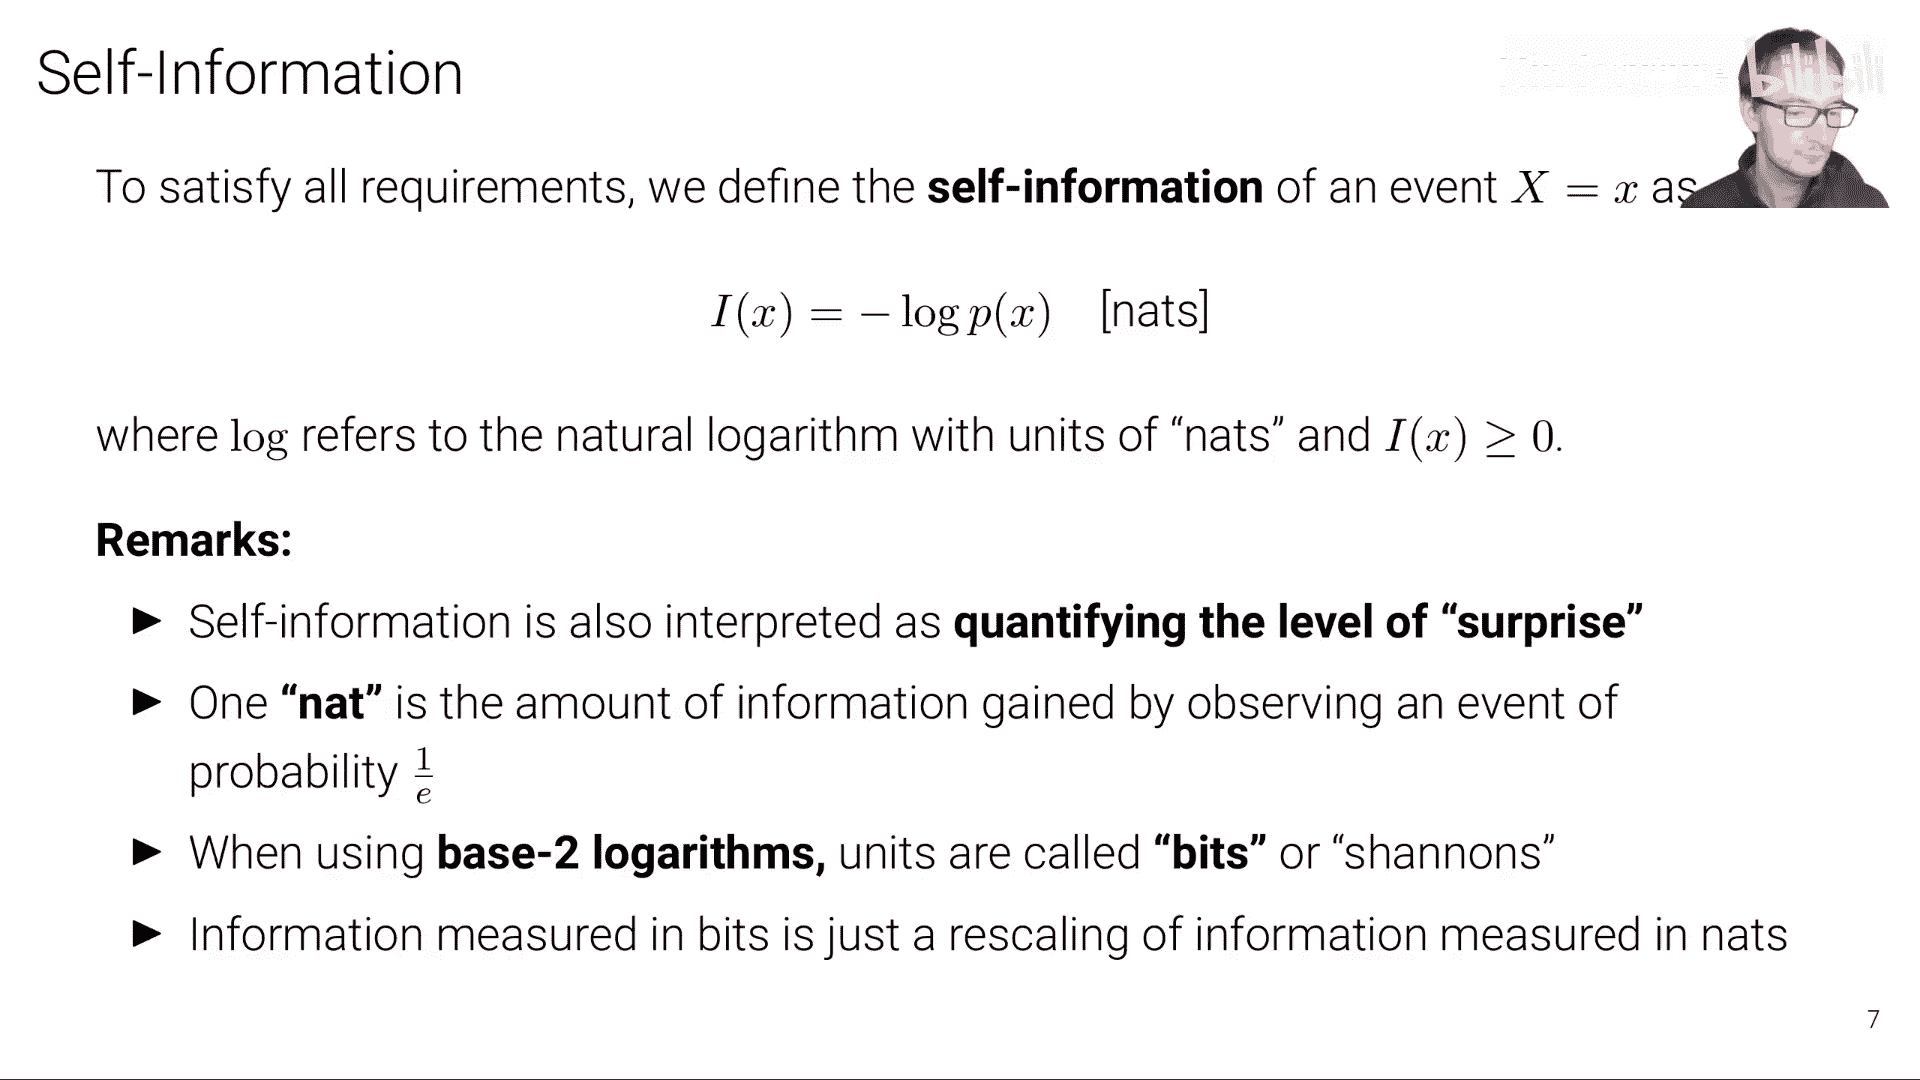 Self-Information
bilibili
To satisfy all requirements, we define the self-information of an event X = x as
I(x) = − log p(x) [nats]
where log refers to the natural logarithm with units of “nats” and I(x) ≥ 0.
Remarks:
► Self-information is also interpreted as quantifying the level of “surprise”
► One “nat” is the amount of information gained by observing an event of
probability 1/e
► When using base-2 logarithms, units are called “bits” or “shannons”
► Information measured in bits is just a rescaling of information measured in nats
7